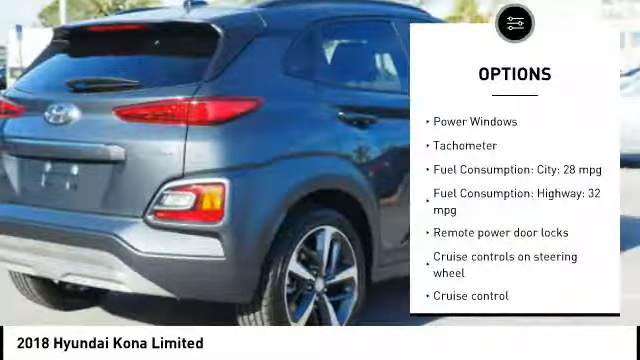 OPTIONS
Power Windows
Tachometer
Fuel Consumption: City: 28 mpg
Fuel Consumption: Highway: 32
mpg
Remote power door locks
Cruise controls on steering
wheel
Cruise control
2018 Hyundai Kona Limited